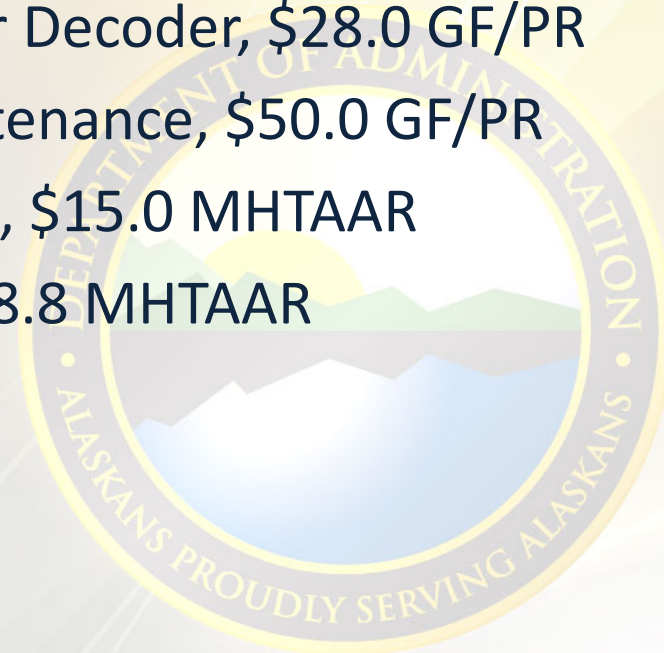 r Decoder, $28.0 GF/PR
tenance, $50.0 GF/PR
, $15.0 MHTAAR
8.8 MHTAAR
DEPARTMENT OF ADMINISTRATION
• ALASKANS PROUDLY SERVING ALASKANS •